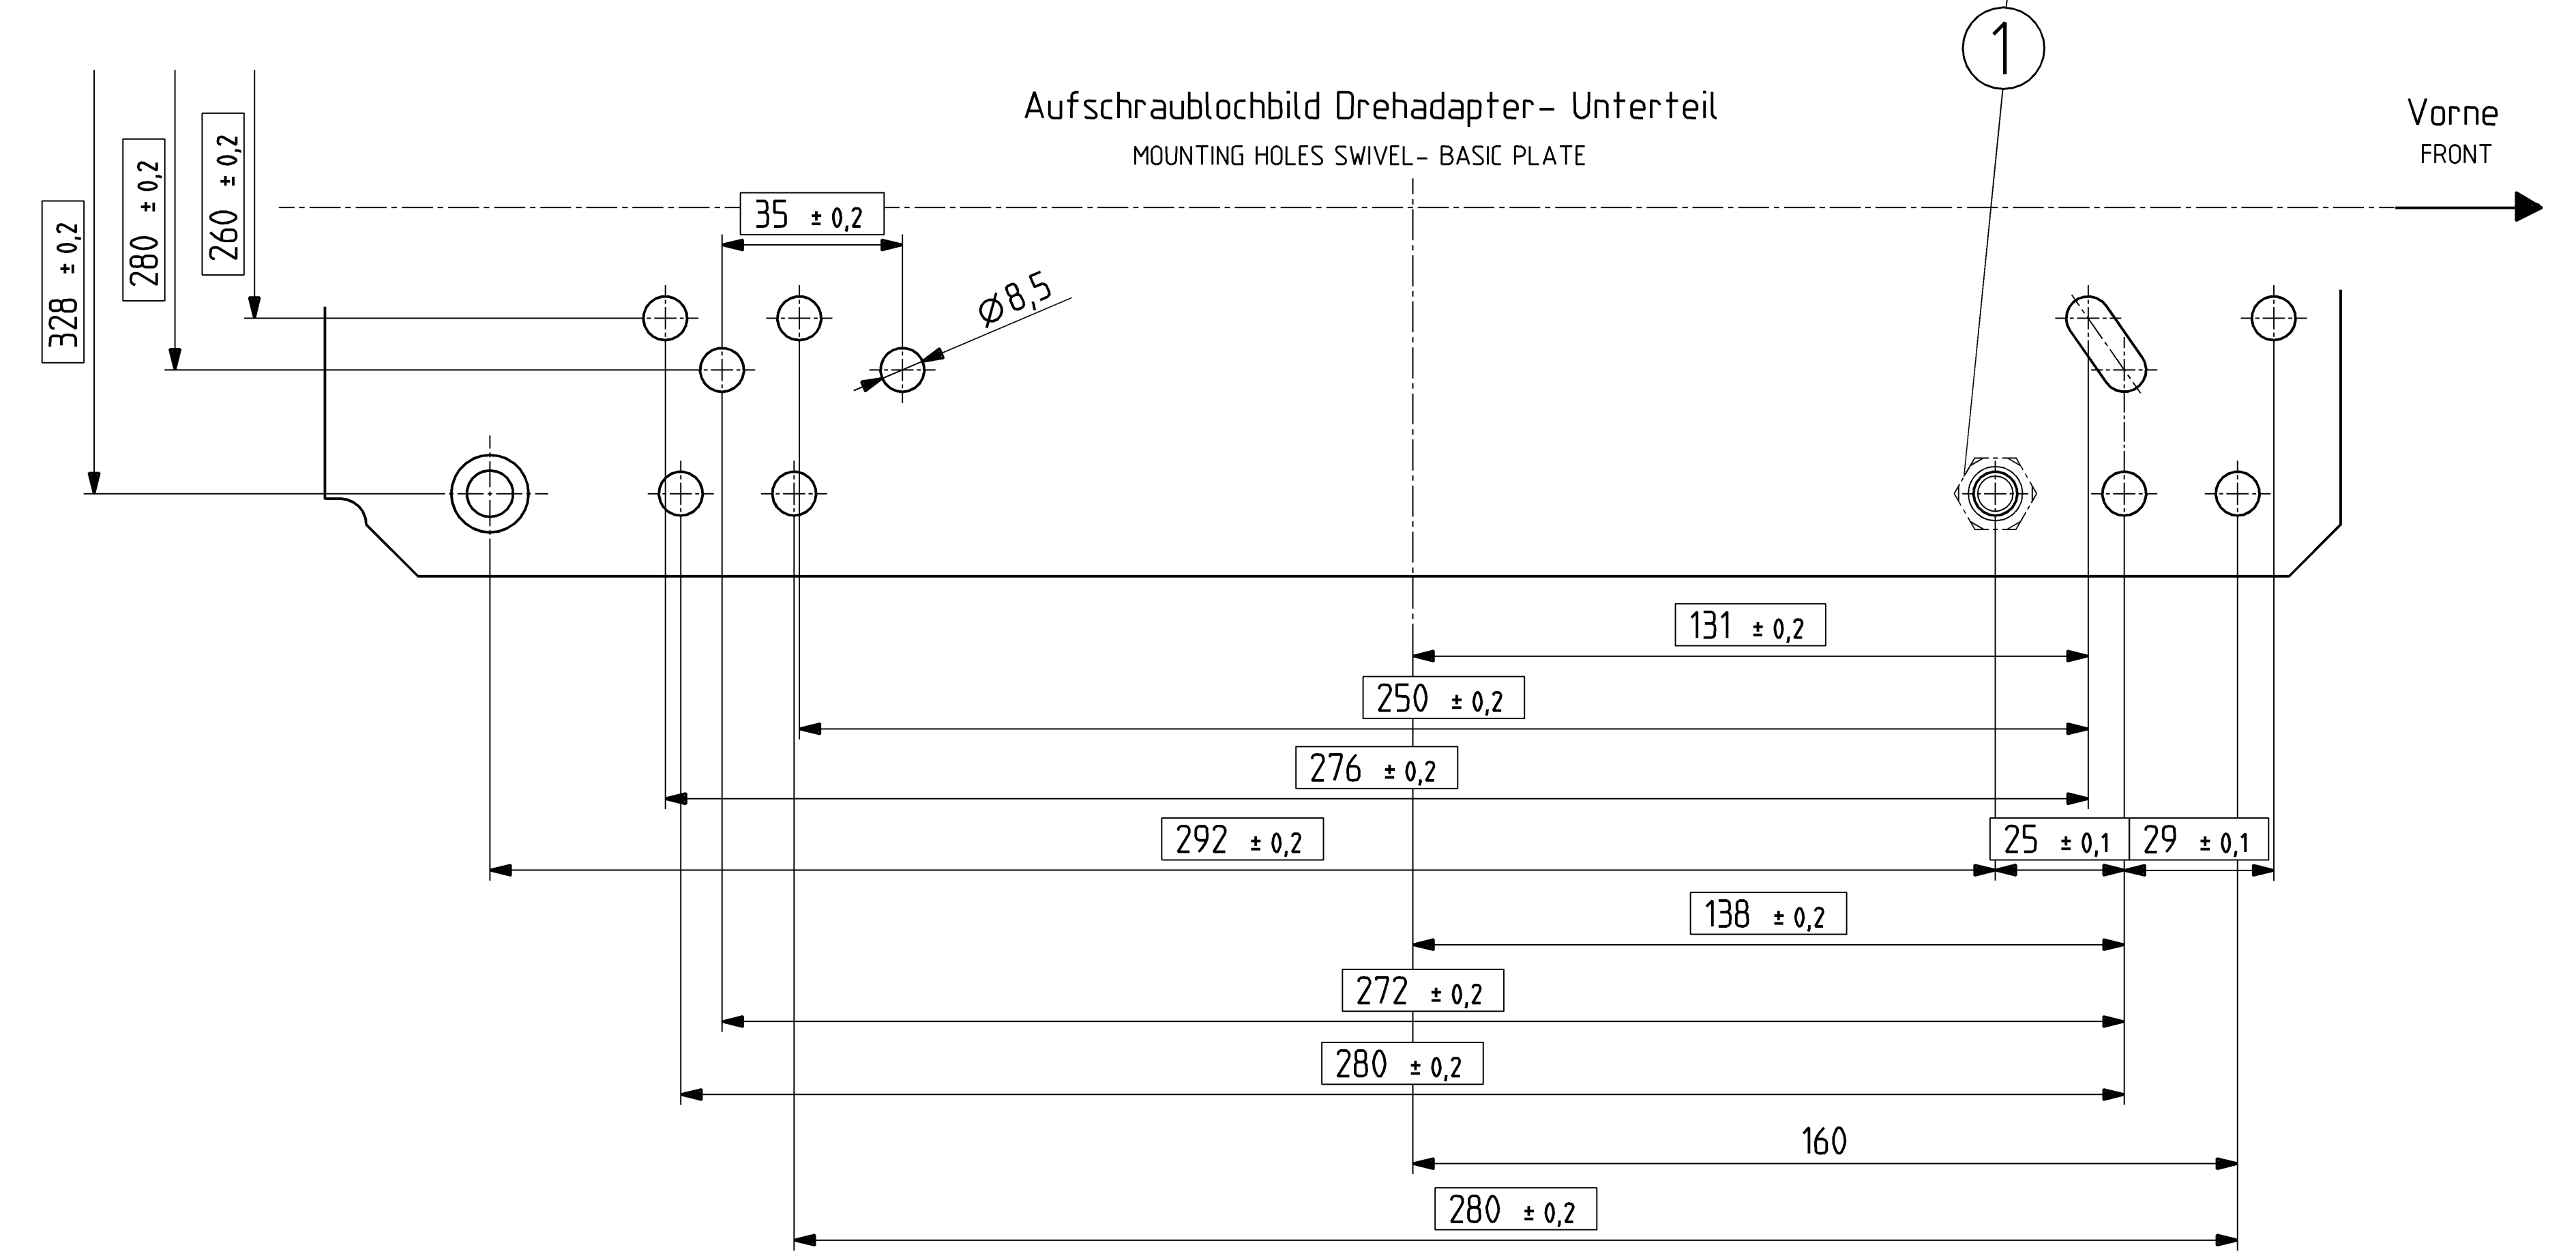 1
Aufschraublochbild Drehadapter- Unterteil
MOUNTING HOLES SWIVEL- BASIC PLATE
Vorne
FRONT
328 ± 0,2
280 ± 0,2
260 ± 0,2
35 ± 0,2
Ø8,5
131 ± 0,2
250 ± 0,2
276 ± 0,2
292 ± 0,2
25 ± 0,1
29 ± 0,1
138 ± 0,2
272 ± 0,2
280 ± 0,2
160
280 ± 0,2